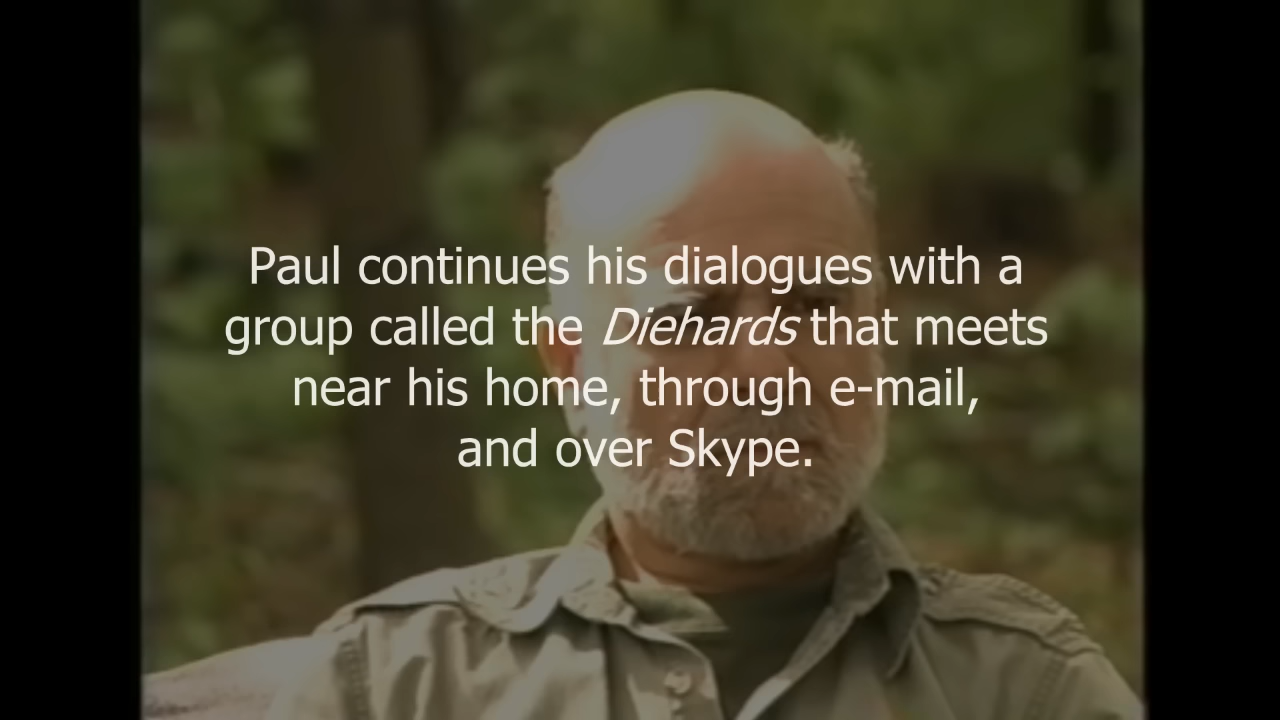 Paul continues his dialogues with a
group called the Diehards that meets
near his home, through e-mail,
and over Skype.